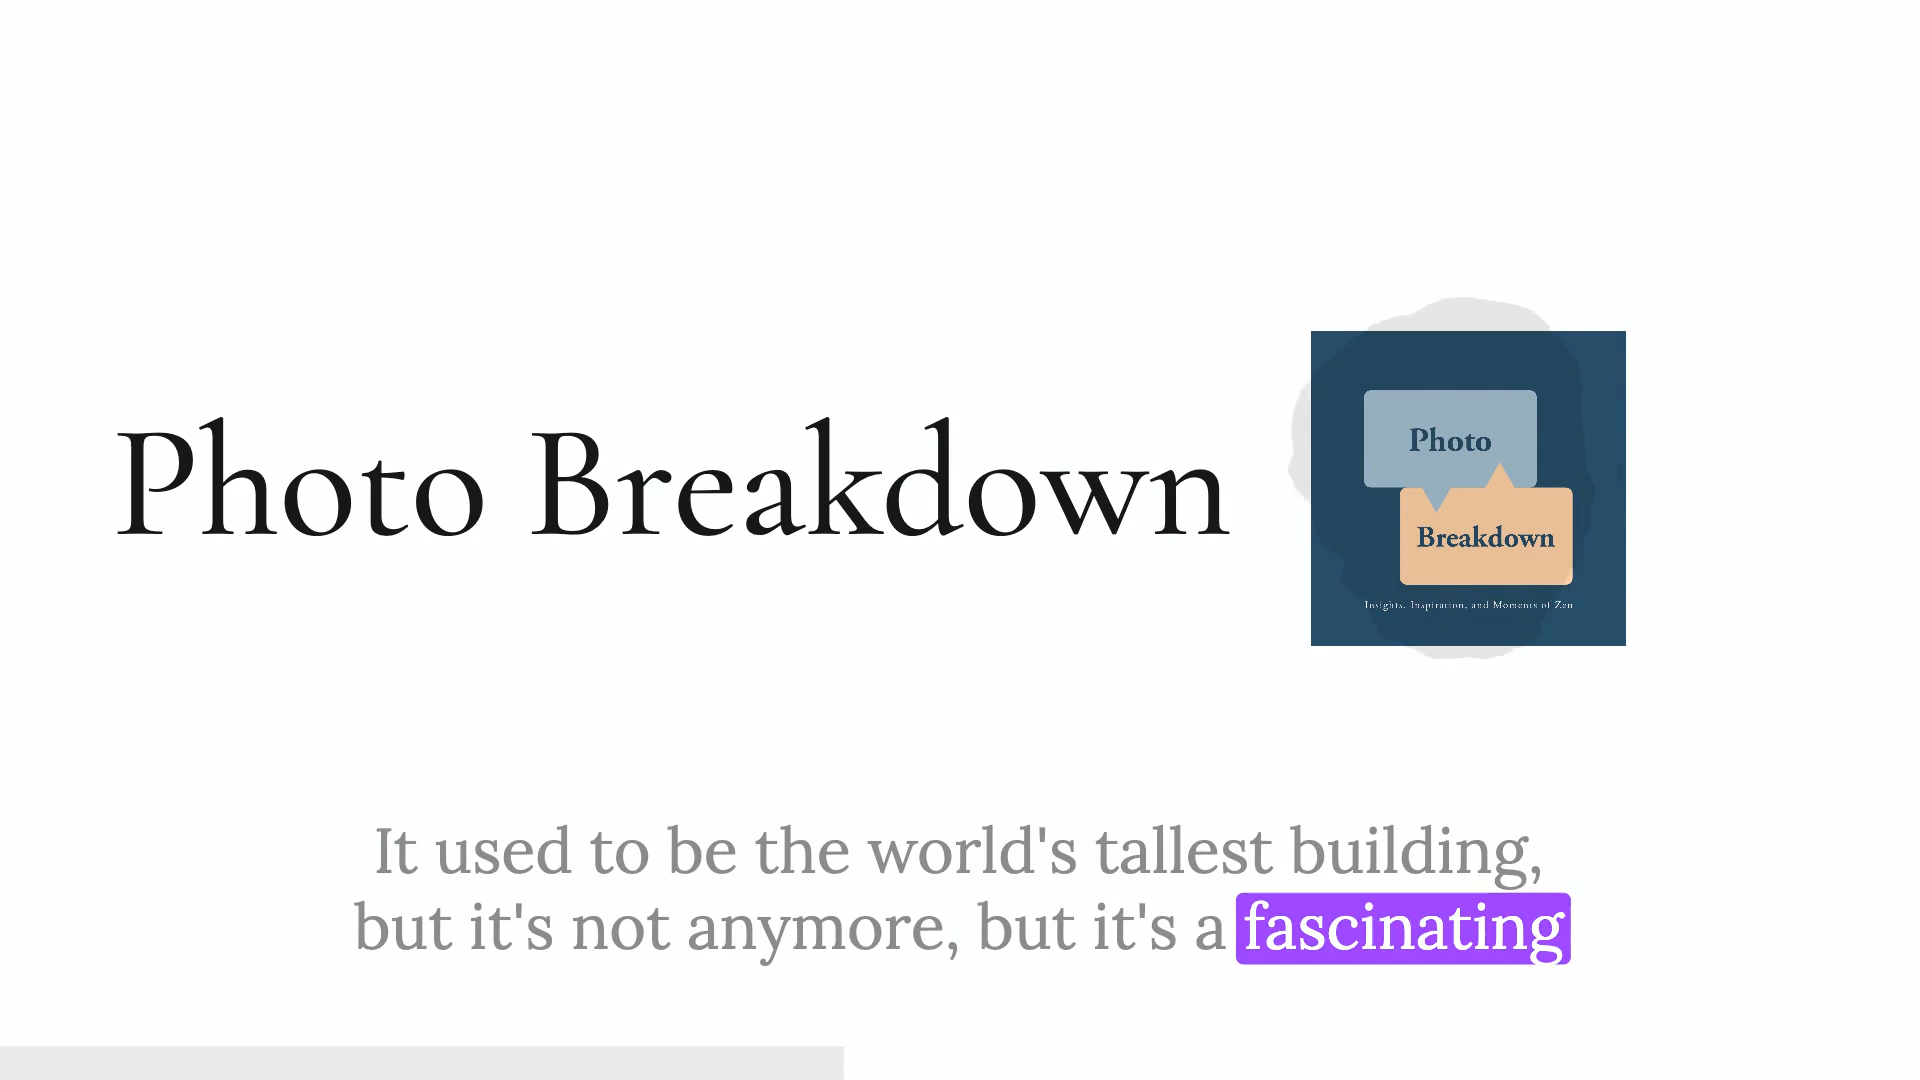 Photo Breakdown
Photo
Breakdown
Insights, Inspiration, and Moments of Zen
It used to be the world's tallest building,
but it's not anymore, but it's a fascinating